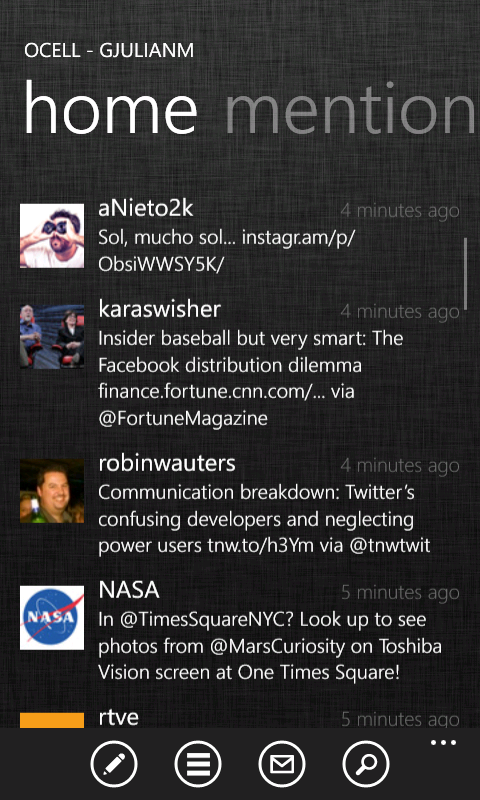 OCELL - GJULIANM
home mention
aNieto2k 4 minutes ago
Sol, mucho sol... instagr.am/p/
ObsiWWSY5K/
karaswisher 4 minutes ago
Insider baseball but very smart: The
Facebook distribution dilemma
finance.fortune.cnn.com/... via
@FortuneMagazine
robinwauters 4 minutes ago
Communication breakdown: Twitter's
confusing developers and neglecting
power users tnw.to/h3Ym via @tnwtwit
NASA 5 minutes ago
NASA
In @TimesSquareNYC? Look up to see
photos from @MarsCuriosity on Toshiba
Vision screen at One Times Square!
rtve 5 minutes ago